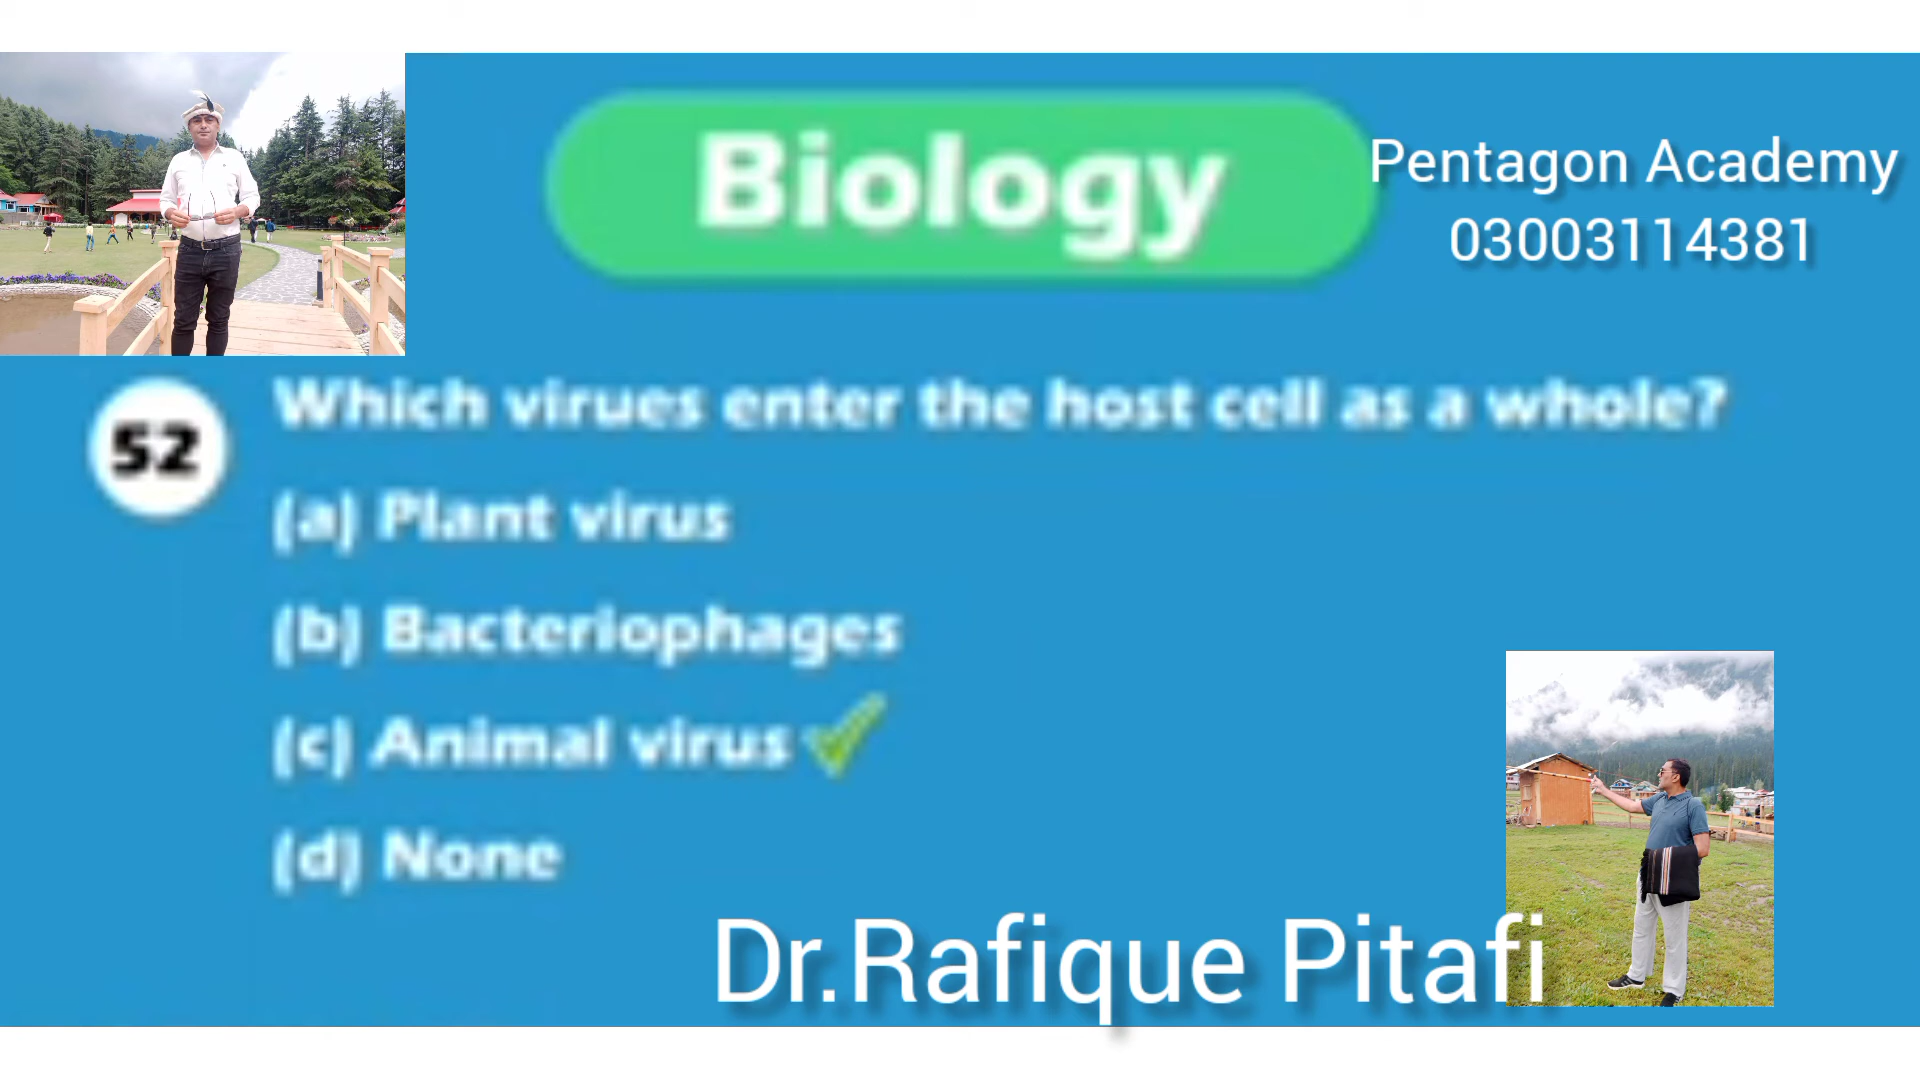 Biology
Pentagon Academy
03003114381
52
Which virues enter the host cell as a whole?
(a) Plant virus
(b) Bacteriophages
(c) Animal virus
(d) None
Dr.Rafique Pitafi